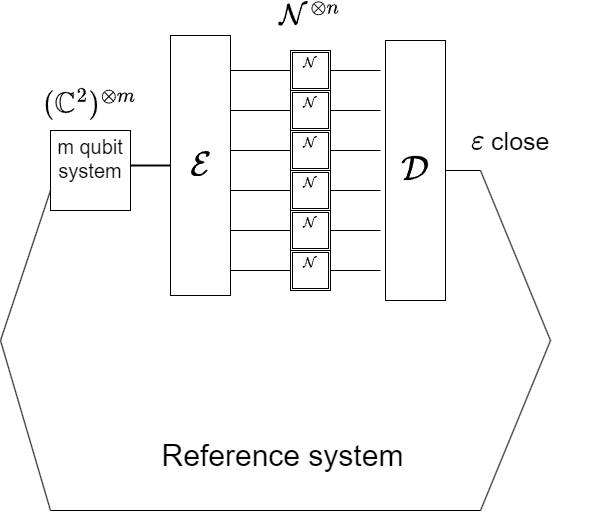 𝒩 ⊗n
(ℂ²)⊗m
m qubit
system
ℰ
𝒩
𝒩
𝒩
𝒩
𝒩
𝒩
𝒟
ε close
Reference system